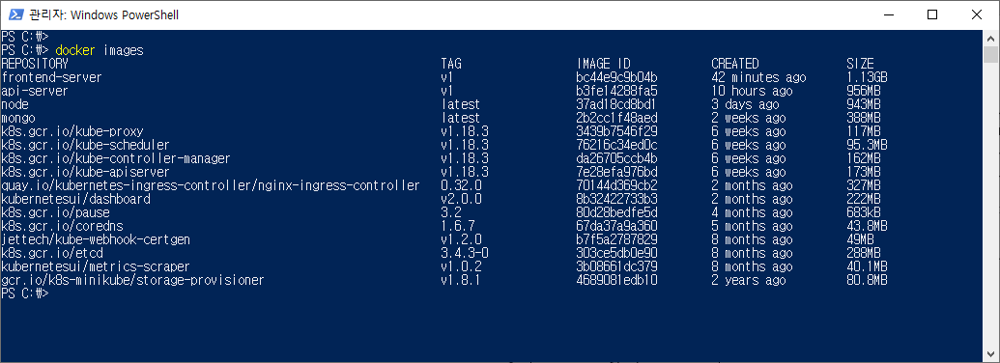 관리자: Windows PowerShell
PS C:\>
PS C:\> docker images
REPOSITORY TAG IMAGE ID CREATED SIZE
frontend-server v1 bc44e9c9b04b 42 minutes ago 1.13GB
api-server v1 b3fe14288fa5 10 hours ago 956MB
node latest 37ad18cd8bd1 3 days ago 943MB
mongo latest 2b2cc1f48aed 2 weeks ago 388MB
k8s.gcr.io/kube-proxy v1.18.3 3439b7546f29 6 weeks ago 117MB
k8s.gcr.io/kube-scheduler v1.18.3 76216c34ed0c 6 weeks ago 95.3MB
k8s.gcr.io/kube-controller-manager v1.18.3 da26705ccb4b 6 weeks ago 162MB
k8s.gcr.io/kube-apiserver v1.18.3 7e28efa976bd 6 weeks ago 173MB
quay.io/kubernetes-ingress-controller/nginx-ingress-controller 0.32.0 70144d369cb2 2 months ago 327MB
kubernetesui/dashboard v2.0.0 8b32422733b3 2 months ago 222MB
k8s.gcr.io/pause 3.2 80d28bedfe5d 4 months ago 683kB
k8s.gcr.io/coredns 1.6.7 67da37a9a360 5 months ago 43.8MB
jettech/kube-webhook-certgen v1.2.0 b7f5a2787829 8 months ago 49MB
k8s.gcr.io/etcd 3.4.3-0 303ce5db0e90 8 months ago 288MB
kubernetesui/metrics-scraper v1.0.2 3b08661dc379 8 months ago 40.1MB
gcr.io/k8s-minikube/storage-provisioner v1.8.1 4689081edb10 2 years ago 80.8MB
PS C:\>